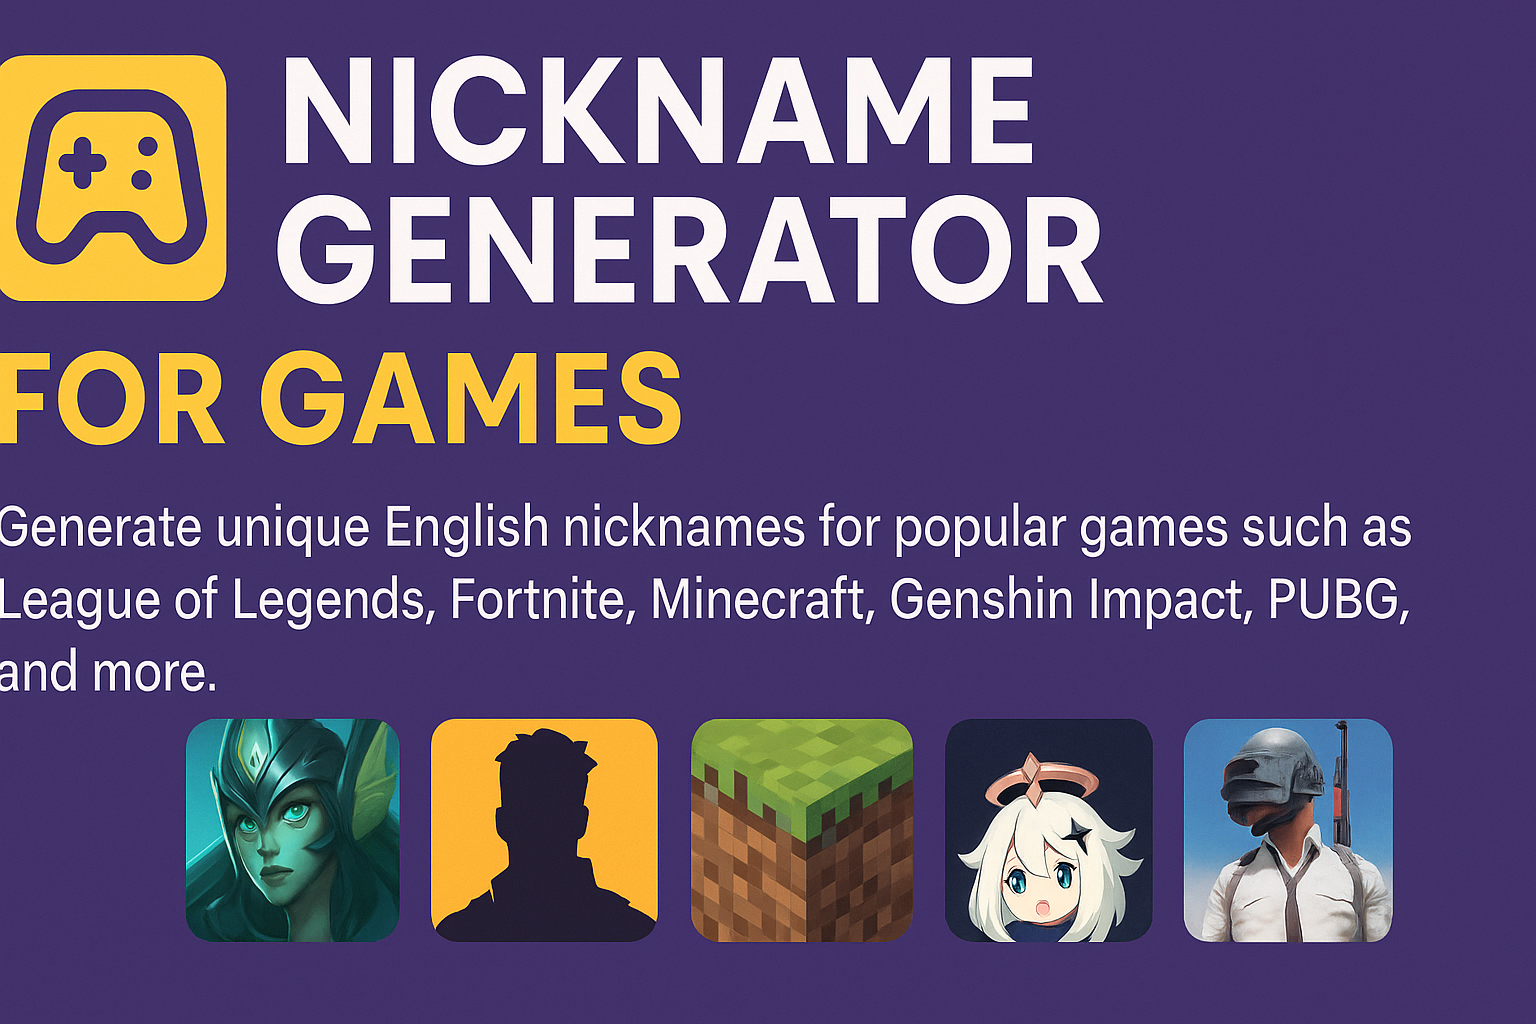 NICKNAME
GENERATOR
FOR GAMES
Generate unique English nicknames for popular games such as
League of Legends, Fortnite, Minecraft, Genshin Impact, PUBG,
and more.